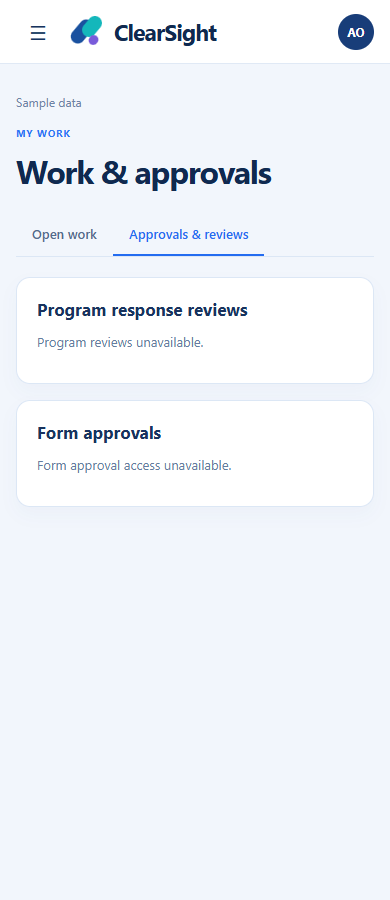 ClearSight
AO
Sample data
MY WORK
Work & approvals
Open work
Approvals & reviews
Program response reviews
Program reviews unavailable.
Form approvals
Form approval access unavailable.